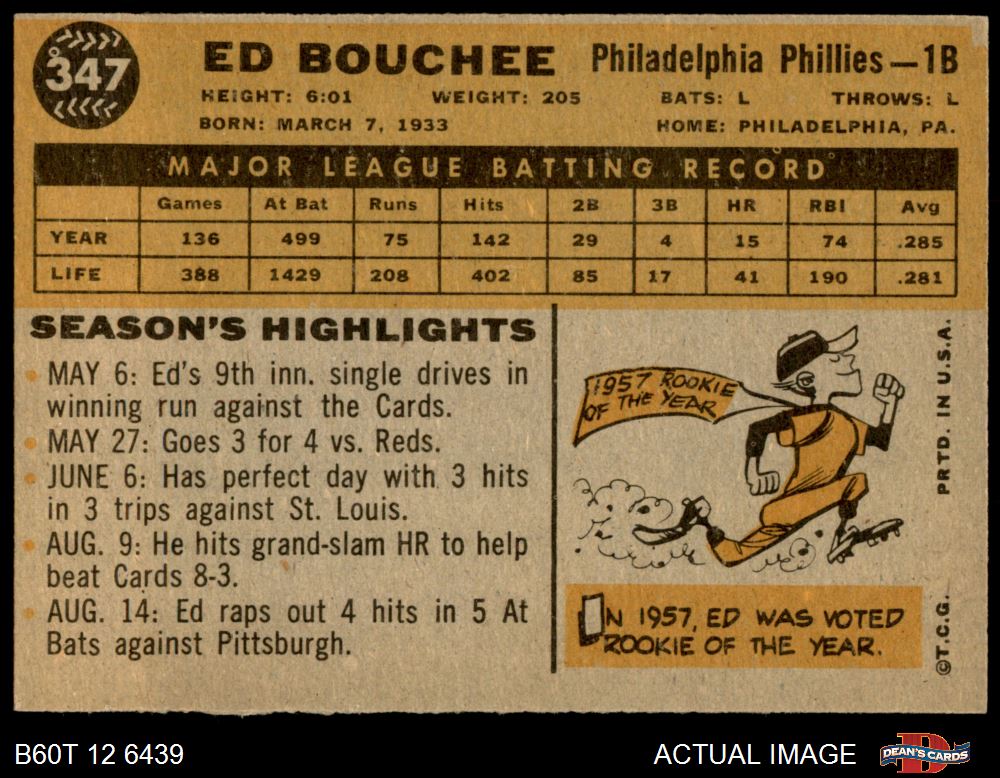 347
ED BOUCHEE Philadelphia Phillies—1B
HEIGHT: 6:01 WEIGHT: 205 BATS: L THROWS: L
BORN: MARCH 7, 1933 HOME: PHILADELPHIA, PA.
MAJOR LEAGUE BATTING RECORD
Games At Bat Runs Hits 2B 3B HR RBI Avg
YEAR 136 499 75 142 29 4 15 74 .285
LIFE 388 1429 208 402 85 17 41 190 .281
SEASON'S HIGHLIGHTS
• MAY 6: Ed's 9th inn. single drives in
winning run against the Cards.
• MAY 27: Goes 3 for 4 vs. Reds.
• JUNE 6: Has perfect day with 3 hits
in 3 trips against St. Louis.
• AUG. 9: He hits grand-slam HR to help
beat Cards 8-3.
• AUG. 14: Ed raps out 4 hits in 5 At
Bats against Pittsburgh.
1957 ROOKIE
OF THE YEAR
IN 1957, ED WAS VOTED
ROOKIE OF THE YEAR.
©T.C.G. PRTD. IN U.S.A.
B60T 12 6439 ACTUAL IMAGE DEAN'S CARDS